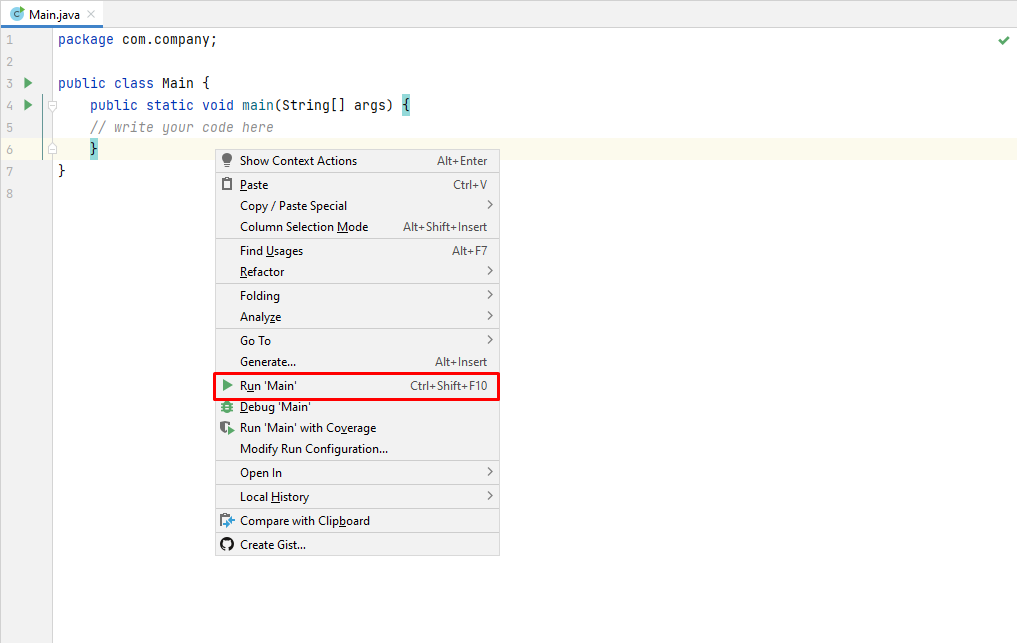 Main.java
1 package com.company;
2
3 public class Main {
4 public static void main(String[] args) {
5 // write your code here
6 }
7 }
8
Show Context Actions Alt+Enter
Paste Ctrl+V
Copy / Paste Special
Column Selection Mode Alt+Shift+Insert
Find Usages Alt+F7
Refactor
Folding
Analyze
Go To
Generate... Alt+Insert
Run 'Main' Ctrl+Shift+F10
Debug 'Main'
Run 'Main' with Coverage
Modify Run Configuration...
Open In
Local History
Compare with Clipboard
Create Gist...